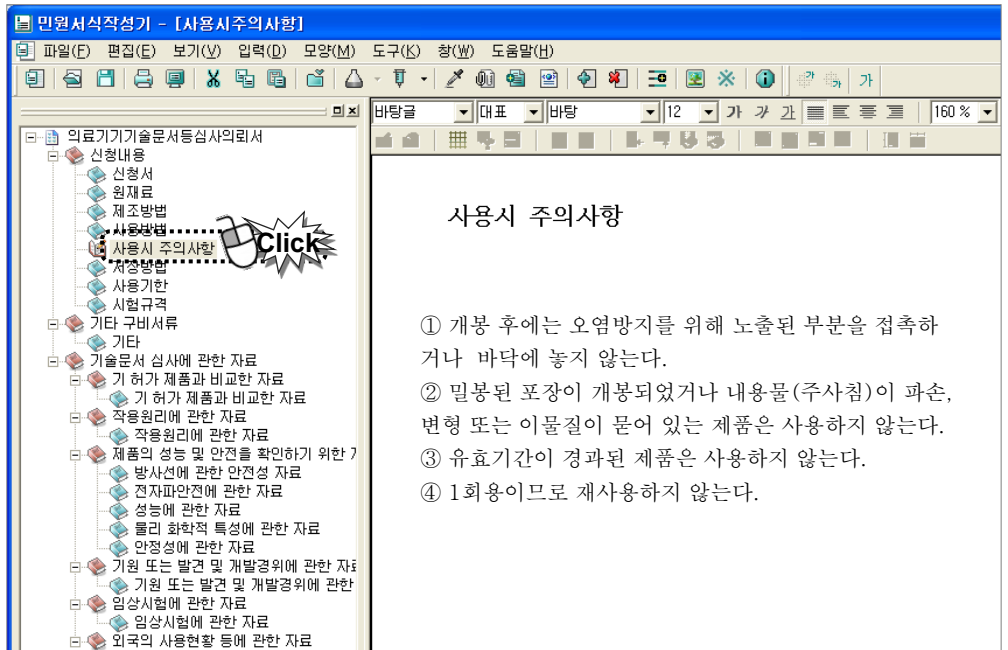 민원서식작성기 - [사용시주의사항]
파일(F) 편집(E) 보기(V) 입력(D) 모양(M) 도구(K) 창(W) 도움말(H)
가
바탕글 대표 바탕 12 가 가 가 160 %
의료기기기술문서등심사의뢰서
신청내용
신청서
원재료
제조방법
사용방법
사용시 주의사항
Click
저장방법
사용기한
시험규격
기타 구비서류
기타
기술문서 심사에 관한 자료
기 허가 제품과 비교한 자료
기 허가 제품과 비교한 자료
작용원리에 관한 자료
작용원리에 관한 자료
제품의 성능 및 안전을 확인하기 위한
방사선에 관한 안전성 자료
전자파안전에 관한 자료
성능에 관한 자료
물리 화학적 특성에 관한 자료
안정성에 관한 자료
기원 또는 발견 및 개발경위에 관한 자료
기원 또는 발견 및 개발경위에 관한
임상시험에 관한 자료
임상시험에 관한 자료
외국의 사용현황 등에 관한 자료
사용시 주의사항
① 개봉 후에는 오염방지를 위해 노출된 부분을 접촉하
거나 바닥에 놓지 않는다.
② 밀봉된 포장이 개봉되었거나 내용물(주사침)이 파손,
변형 또는 이물질이 묻어 있는 제품은 사용하지 않는다.
③ 유효기간이 경과된 제품은 사용하지 않는다.
④ 1회용이므로 재사용하지 않는다.